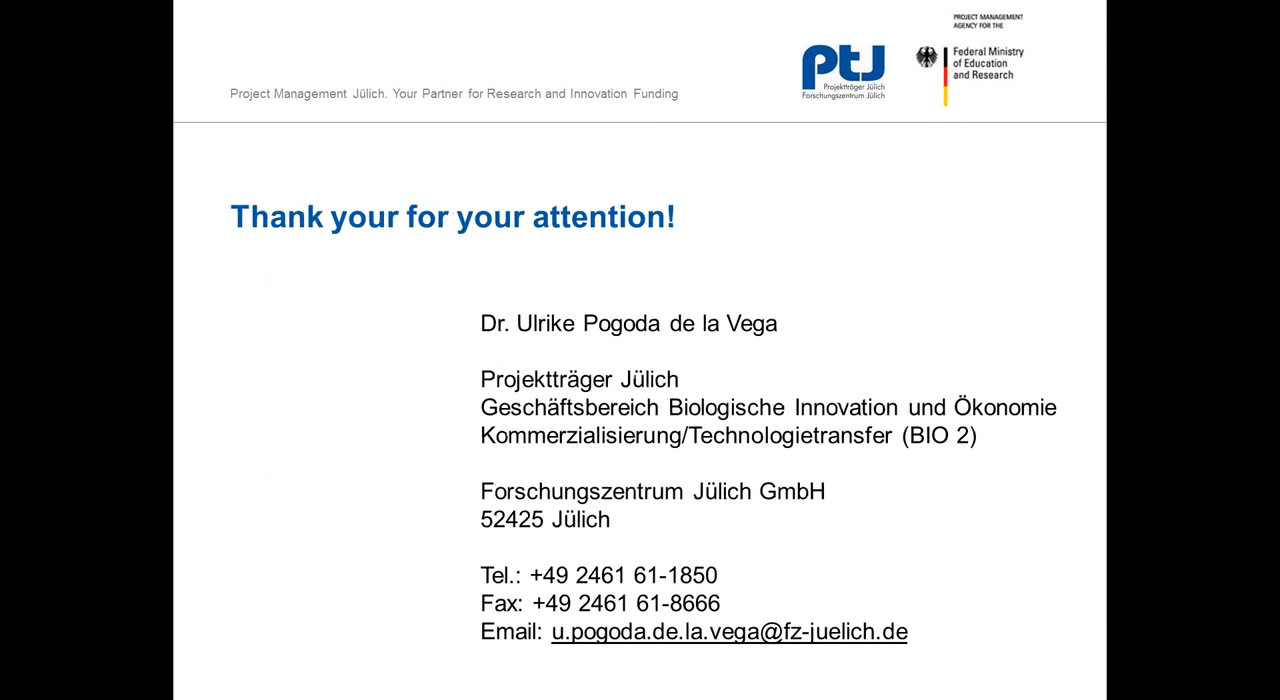 PROJECT MANAGEMENT
AGENCY FOR THE
Federal Ministry
of Education
and Research
ptJ
Projektträger Jülich
Forschungszentrum Jülich
Project Management Jülich. Your Partner for Research and Innovation Funding
Thank your for your attention!
Dr. Ulrike Pogoda de la Vega
Projektträger Jülich
Geschäftsbereich Biologische Innovation und Ökonomie
Kommerzialisierung/Technologietransfer (BIO 2)
Forschungszentrum Jülich GmbH
52425 Jülich
Tel.: +49 2461 61-1850
Fax: +49 2461 61-8666
Email: u.pogoda.de.la.vega@fz-juelich.de